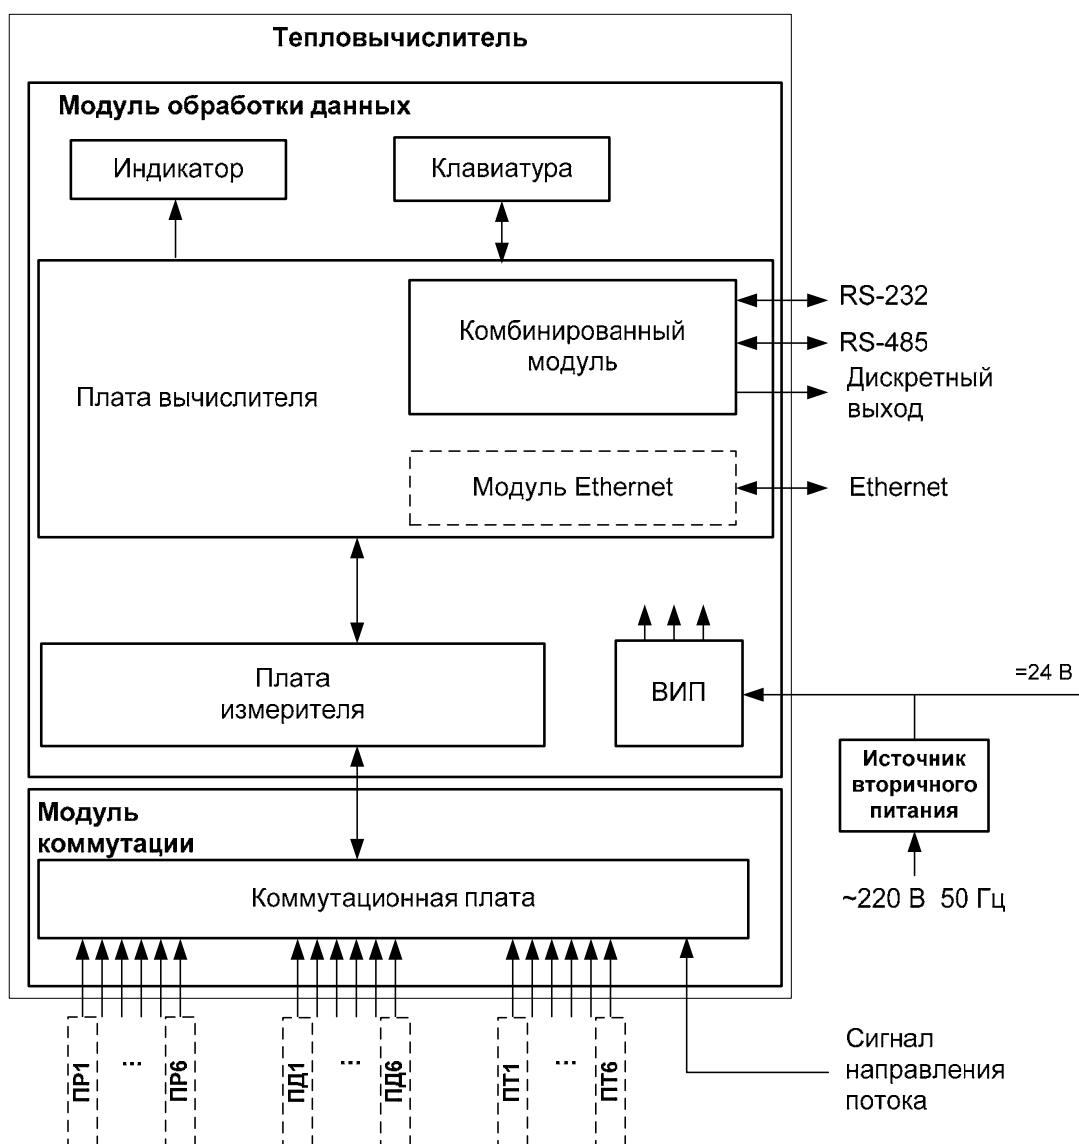 Тепловычислитель
Модуль обработки данных
Индикатор
Клавиатура
Комбинированный
модуль
Плата вычислителя
Модуль Ethernet
RS-232
RS-485
Дискретный
выход
Ethernet
Плата
измерителя
ВИП
=24 В
Источник
вторичного
питания
~220 В 50 Гц
Модуль
коммутации
Коммутационная плата
ПР1
...
ПР6
ПД1
...
ПД6
ПТ1
...
ПТ6
Сигнал
направления
потока